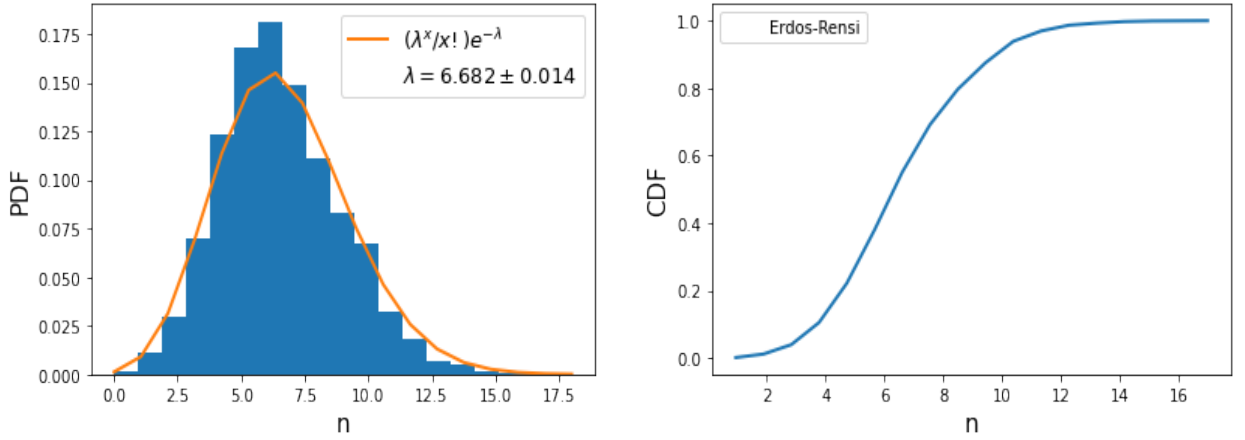 (λ^x/x!)e^{-λ}
λ = 6.682 ± 0.014
PDF
0.175
0.150
0.125
0.100
0.075
0.050
0.025
0.000
0.0 2.5 5.0 7.5 10.0 12.5 15.0 17.5
n
Erdos-Rensi
CDF
1.0
0.8
0.6
0.4
0.2
0.0
2 4 6 8 10 12 14 16
n